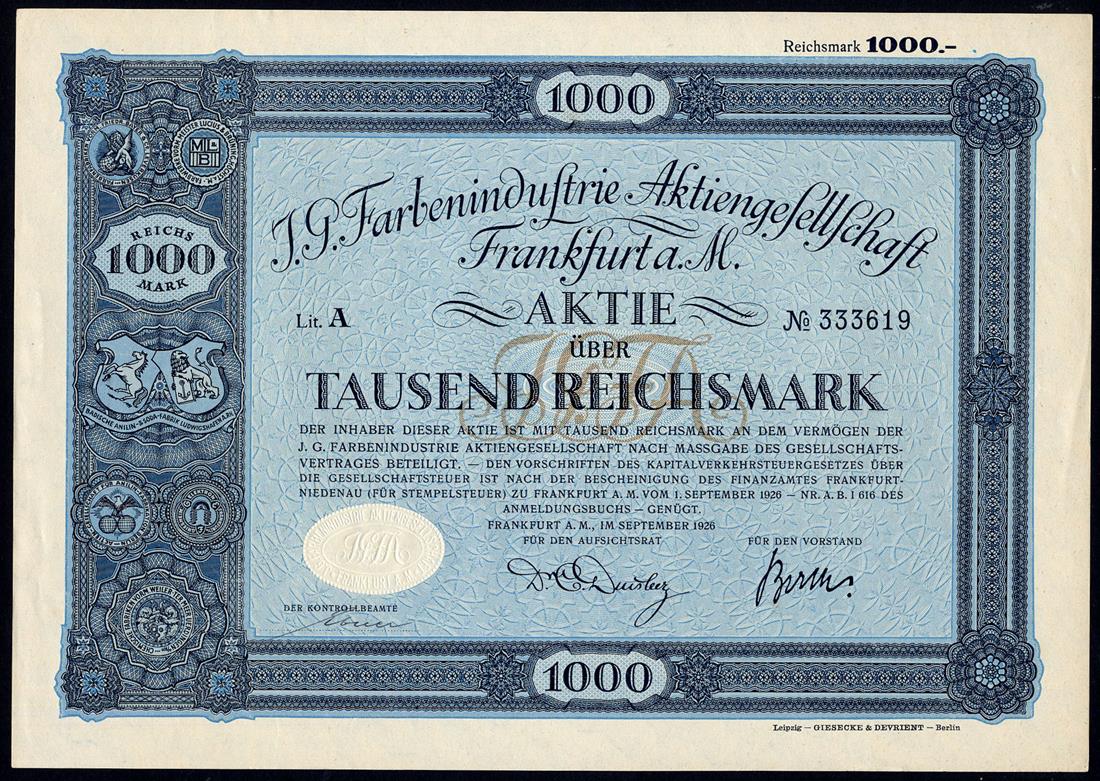 Reichsmark 1000.-
1000
REICHS
1000
MARK
J. G. Farbenindustrie Aktiengesellschaft
Frankfurt a. M.
AKTIE
Lit. A
№ 333619
ÜBER
TAUSEND REICHSMARK
DER INHABER DIESER AKTIE IST MIT TAUSEND REICHSMARK AN DEM VERMÖGEN DER
J. G. FARBENINDUSTRIE AKTIENGESELLSCHAFT NACH MASSGABE DES GESELLSCHAFTS-
VERTRAGES BETEILIGT. — DEN VORSCHRIFTEN DES KAPITALVERKEHRSTEUERGESETZES ÜBER
DIE GESELLSCHAFTSTEUER IST NACH DER BESCHEINIGUNG DES FINANZAMTES FRANKFURT-
NIEDENAU (FÜR STEMPELSTEUER) ZU FRANKFURT A. M. VOM 1. SEPTEMBER 1926 — NR. A. B. I 616 DES
ANMELDUNGSBUCHS — GENÜGT.
FRANKFURT A. M., IM SEPTEMBER 1926
FÜR DEN AUFSICHTSRAT
FÜR DEN VORSTAND
BADISCHE ANILIN- & SODA-FABRIK LUDWIGSHAFEN A. RH.
DER KONTROLLBEAMTE
1000
Leipzig — GIESECKE & DEVRIENT — Berlin